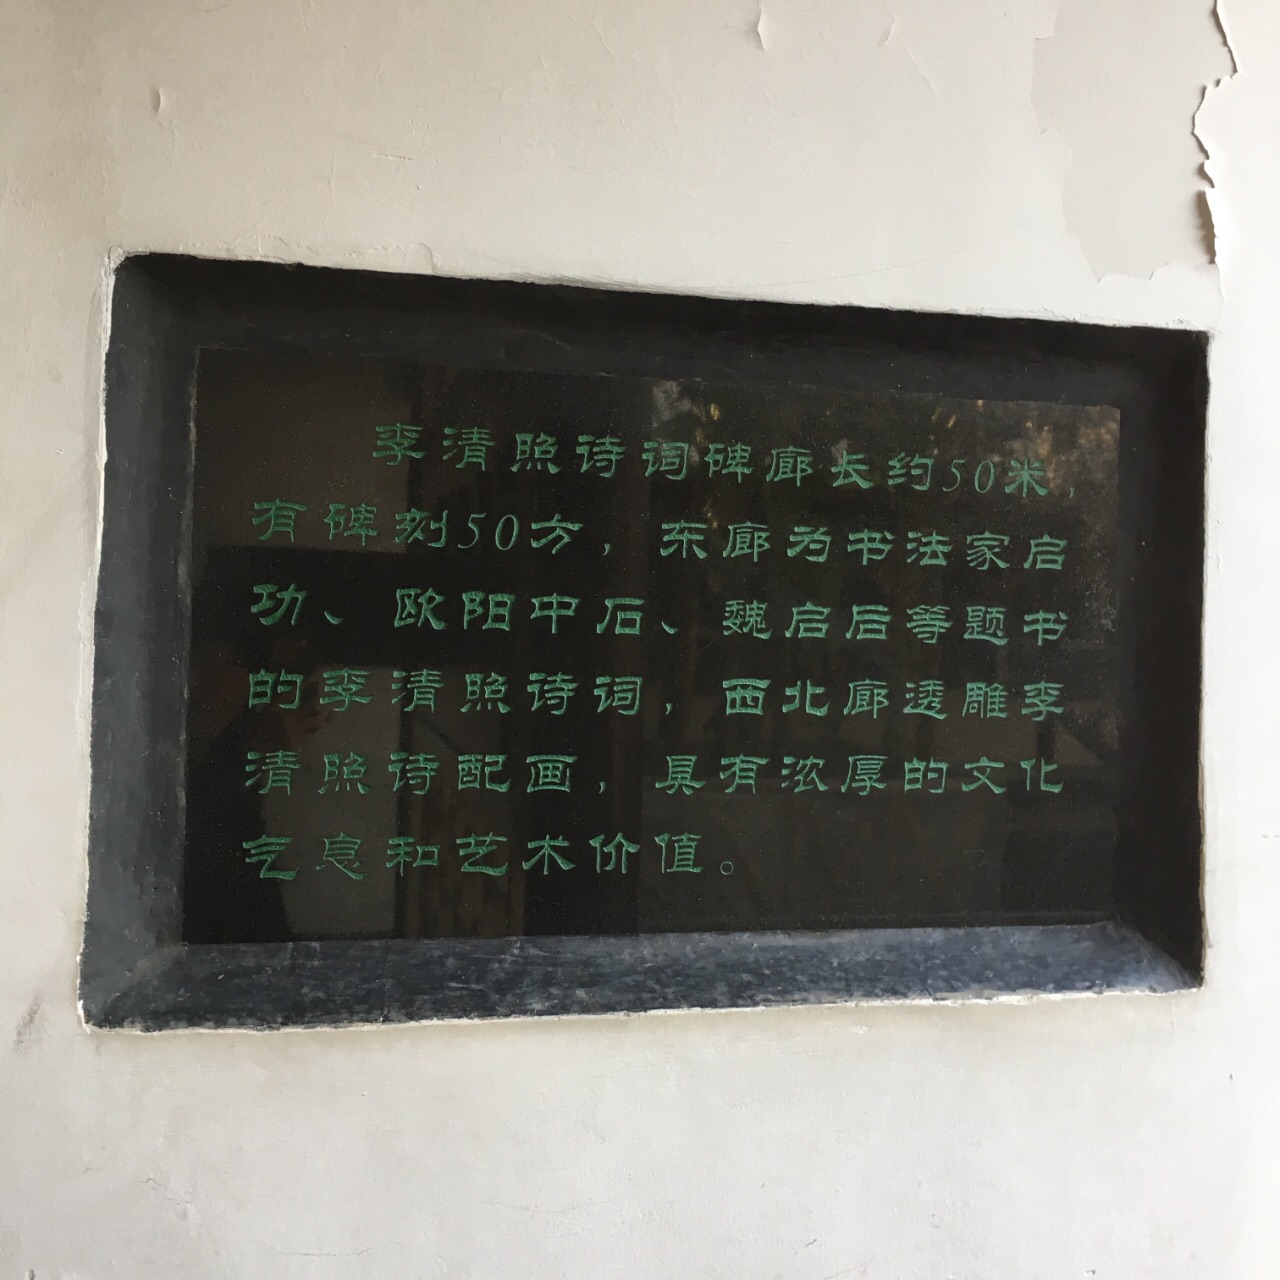 李清照诗词碑廊长约50米，
有碑刻50方，东廊为书法家启
功、欧阳中石、魏启后等题书
的李清照诗词，西北廊透雕李
清照诗配画，具有浓厚的文化
气息和艺术价值。